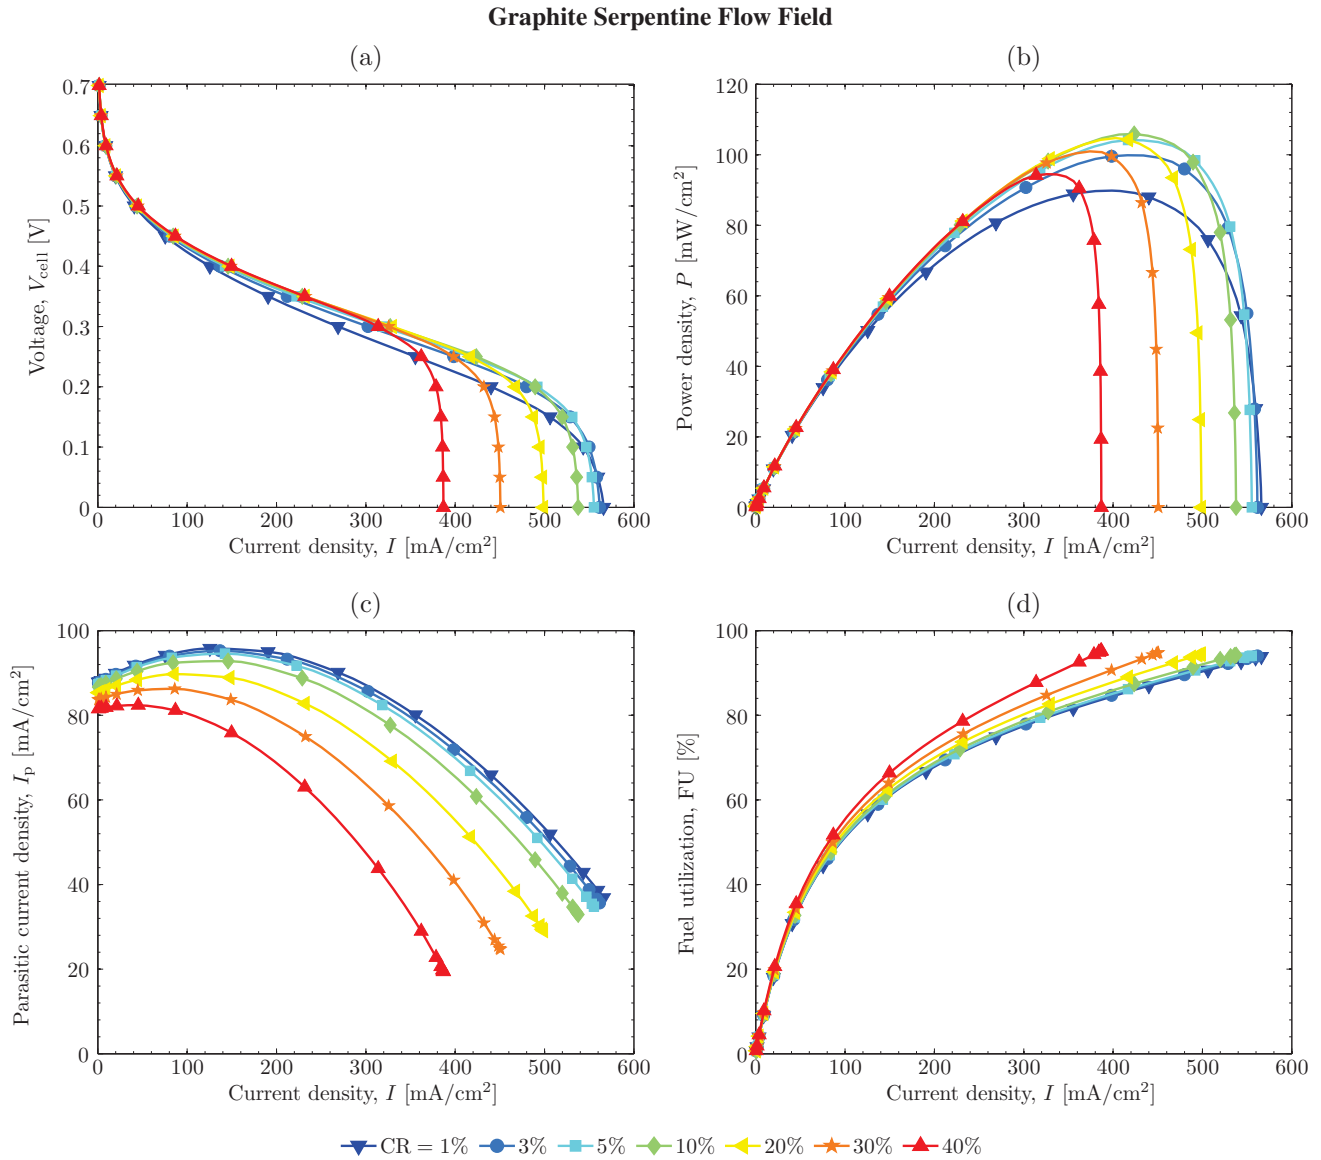 Graphite Serpentine Flow Field
(a)
0.7
0.6
0.5
0.4
0.3
0.2
0.1
0
Voltage, Vcell [V]
0 100 200 300 400 500 600
Current density, I [mA/cm²]
(b)
120
100
80
60
40
20
0
Power density, P [mW/cm²]
0 100 200 300 400 500 600
Current density, I [mA/cm²]
(c)
100
80
60
40
20
0
Parasitic current density, Ip [mA/cm²]
0 100 200 300 400 500 600
Current density, I [mA/cm²]
(d)
100
80
60
40
20
0
Fuel utilization, FU [%]
0 100 200 300 400 500 600
Current density, I [mA/cm²]
CR = 1% 3% 5% 10% 20% 30% 40%